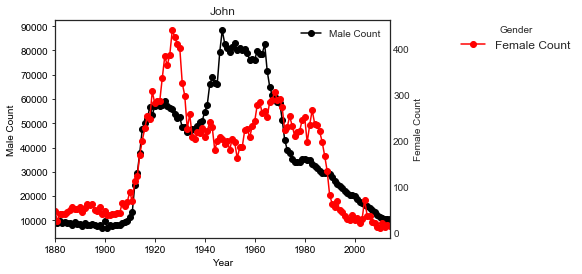 John
Gender
Male Count
Female Count
90000
80000
70000
60000
50000
40000
30000
20000
10000
Male Count
400
300
200
100
0
Female Count
1880 1900 1920 1940 1960 1980 2000
Year